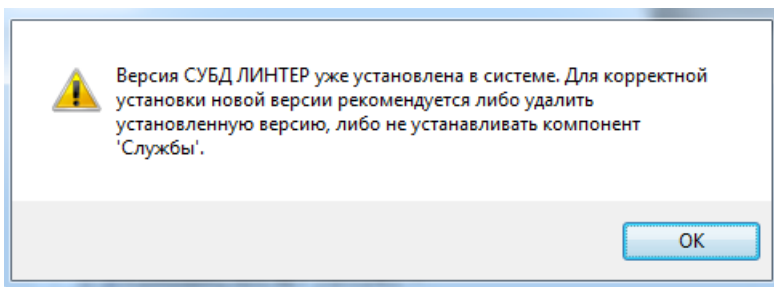 Версия СУБД ЛИНТЕР уже установлена в системе. Для корректной
установки новой версии рекомендуется либо удалить
установленную версию, либо не устанавливать компонент
'Службы'.
ОК